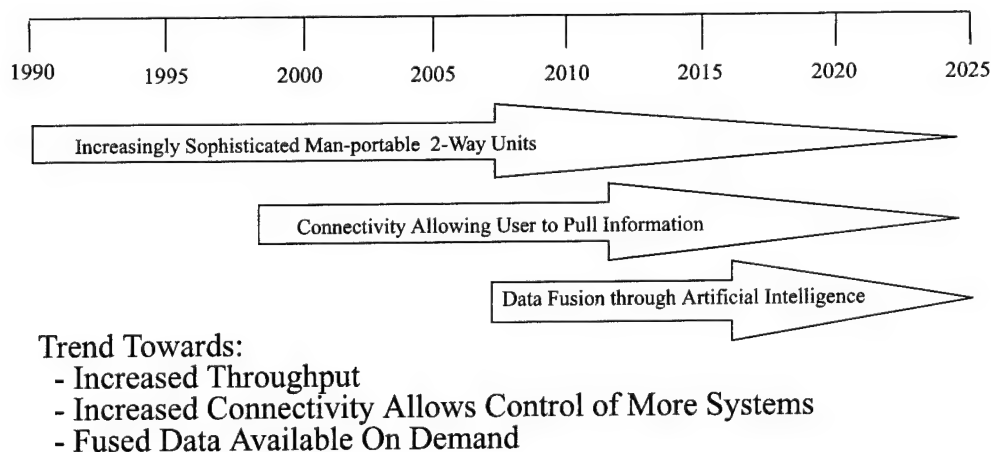 1990 1995 2000 2005 2010 2015 2020 2025
Increasingly Sophisticated Man-portable 2-Way Units
Connectivity Allowing User to Pull Information
Data Fusion through Artificial Intelligence
Trend Towards:
- Increased Throughput
- Increased Connectivity Allows Control of More Systems
- Fused Data Available On Demand